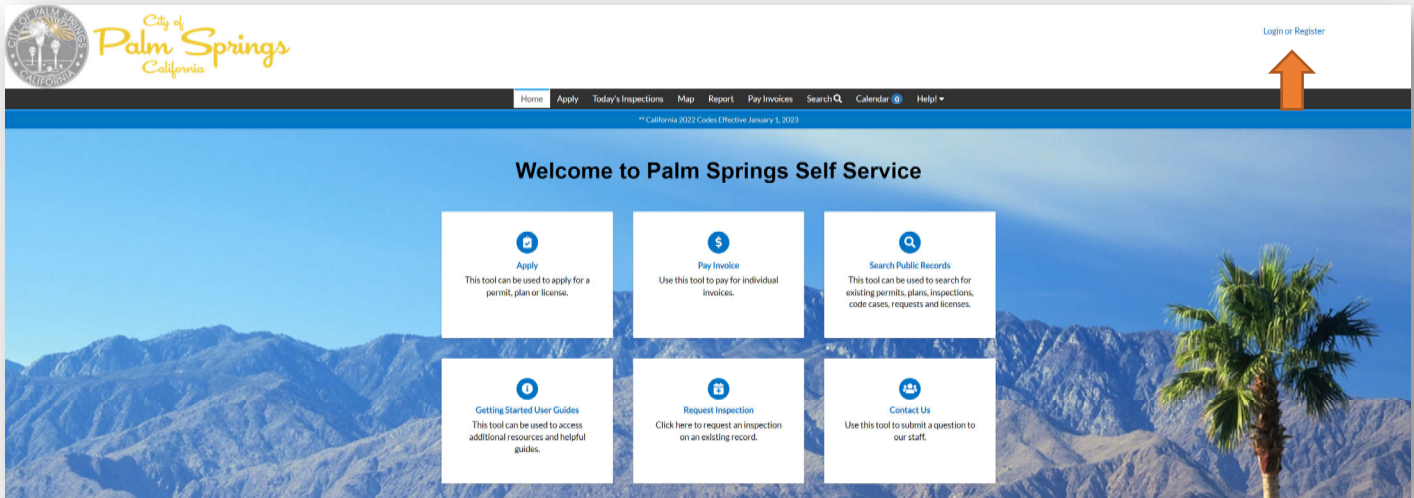 CITY OF PALM SPRINGS
CALIFORNIA
City of
Palm Springs
California
Login or Register
Home Apply Today's Inspections Map Report Pay Invoices Search Calendar 0 Help!
** California 2022 Codes Effective January 1, 2023
Welcome to Palm Springs Self Service
Apply
This tool can be used to apply for a
permit, plan or license.
Pay Invoice
Use this tool to pay for individual
invoices.
Search Public Records
This tool can be used to search for
existing permits, plans, inspections,
code cases, requests and licenses.
Getting Started User Guides
This tool can be used to access
additional resources and helpful
guides.
Request Inspection
Click here to request an inspection
on an existing record.
Contact Us
Use this tool to submit a question to
our staff.